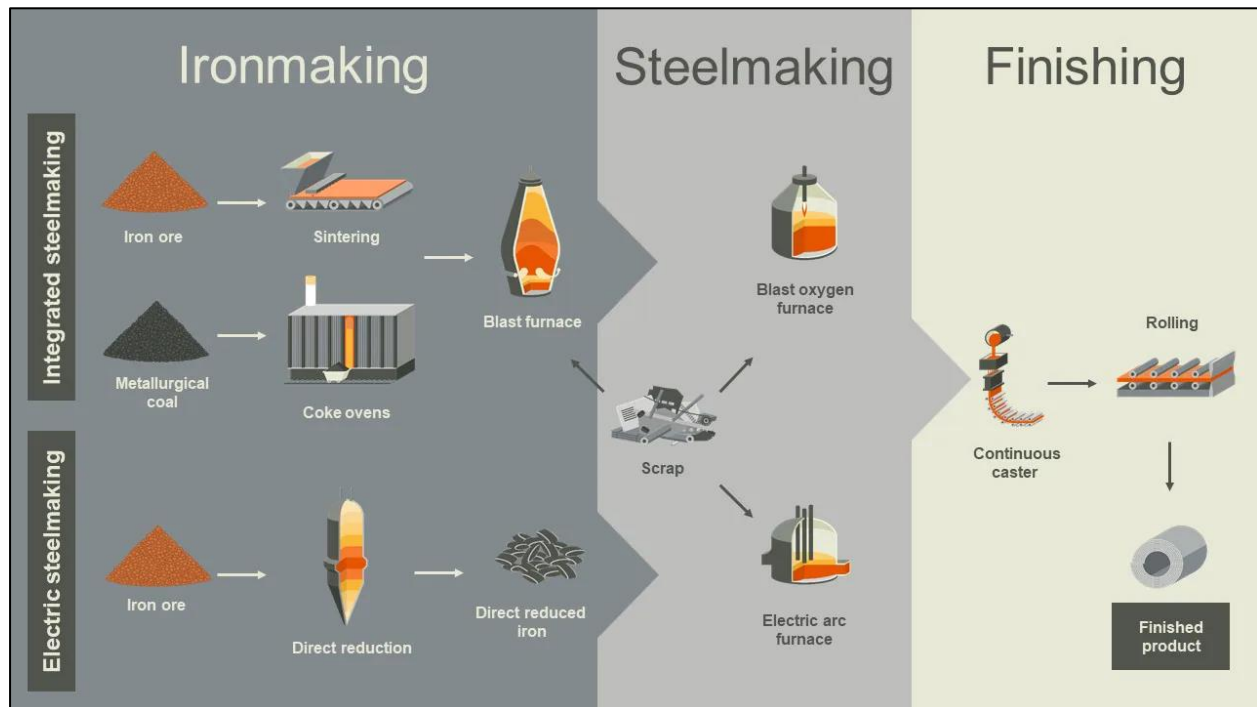 Ironmaking
Steelmaking
Finishing
Integrated steelmaking
Iron ore
Sintering
Blast furnace
Metallurgical
coal
Coke ovens
Blast oxygen
furnace
Scrap
Rolling
Continuous
caster
Electric steelmaking
Iron ore
Direct reduction
Direct reduced
iron
Electric arc
furnace
Finished
product